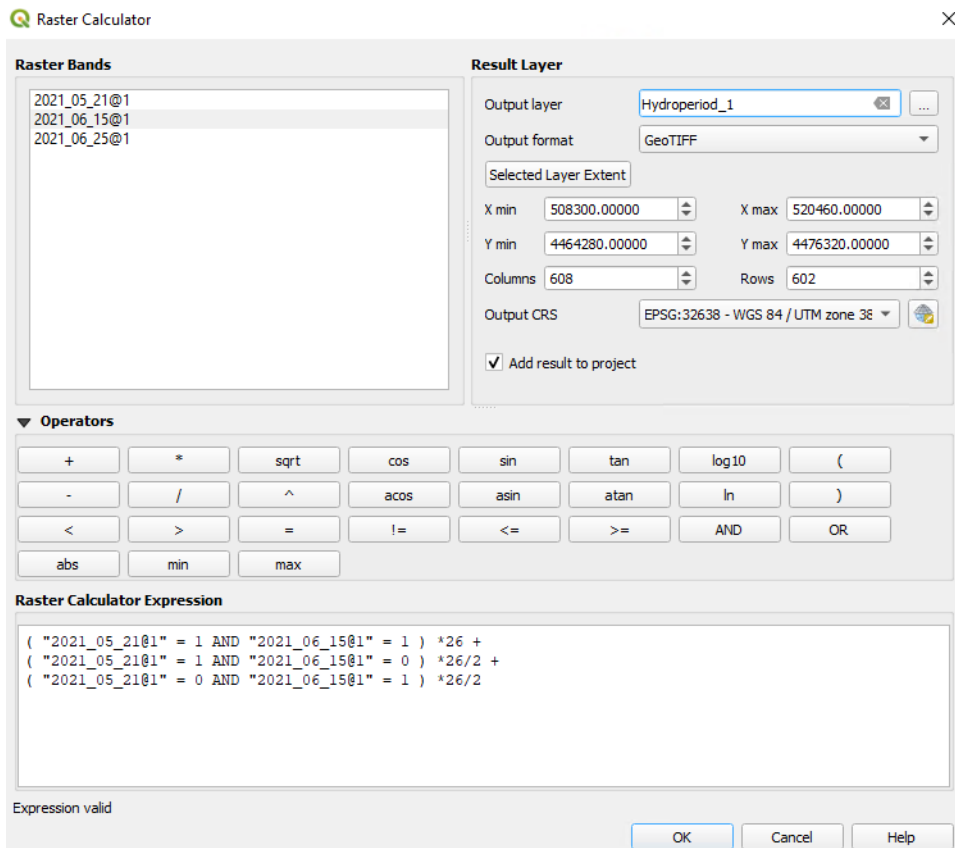 Raster Calculator
Raster Bands
2021_05_21@1
2021_06_15@1
2021_06_25@1
Result Layer
Output layer Hydroperiod_1 ...
Output format GeoTIFF
Selected Layer Extent
X min 508300.00000 X max 520460.00000
Y min 4464280.00000 Y max 4476320.00000
Columns 608 Rows 602
Output CRS EPSG:32638 - WGS 84 / UTM zone 38
Add result to project
Operators
+ * sqrt cos sin tan log10 (
- / ^ acos asin atan ln )
< > = != <= >= AND OR
abs min max
Raster Calculator Expression
( "2021_05_21@1" = 1 AND "2021_06_15@1" = 1 ) *26 +
( "2021_05_21@1" = 1 AND "2021_06_15@1" = 0 ) *26/2 +
( "2021_05_21@1" = 0 AND "2021_06_15@1" = 1 ) *26/2
Expression valid
OK Cancel Help